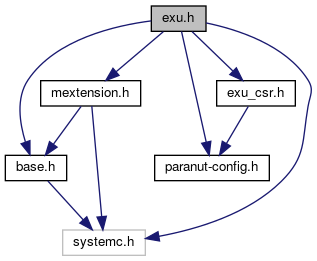 exu.h
mextension.h
exu_csr.h
base.h
paranut-config.h
systemc.h